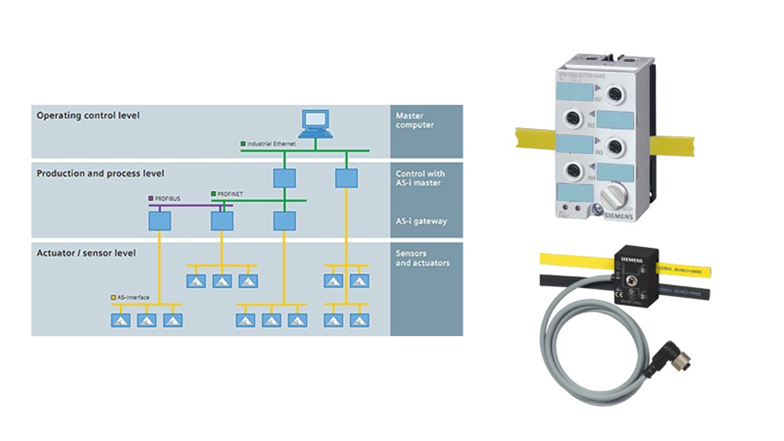 Operating control level
Master
computer
Industrial Ethernet
Production and process level
Control with
AS-i master
PROFIBUS
PROFINET
AS-i gateway
Actuator / sensor level
Sensors
and actuators
AS-interface
IN1
IN2
IN3
IN4
SIEMENS
SIEMENS